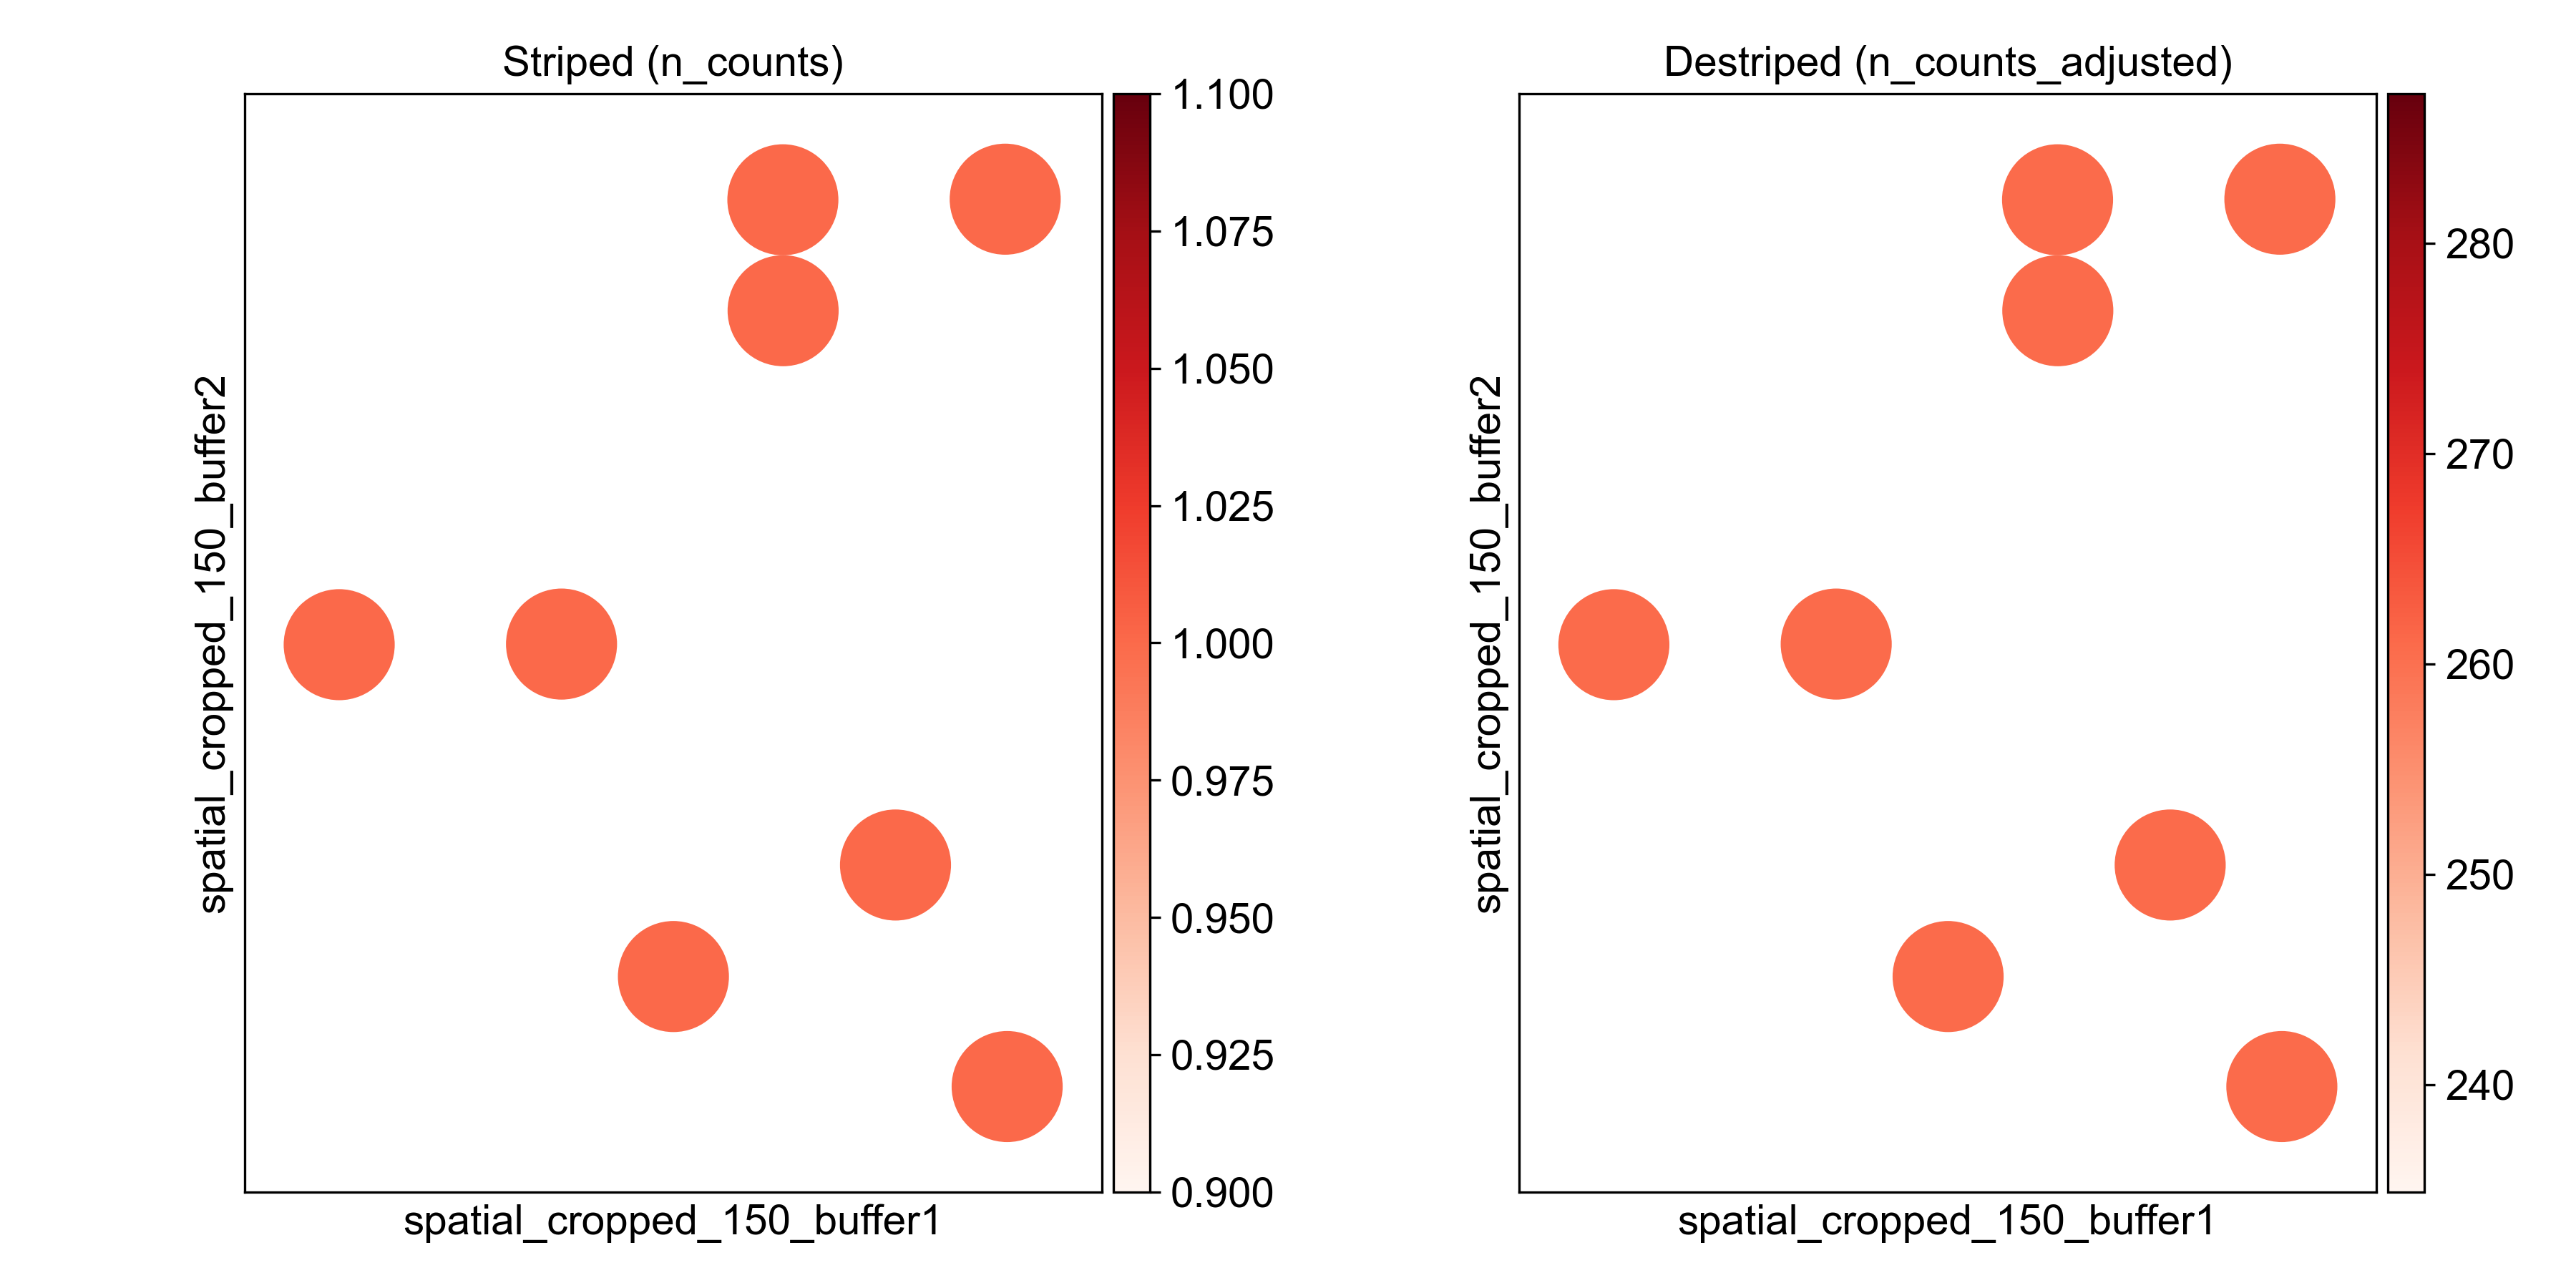 Striped (n_counts)
spatial_cropped_150_buffer2
spatial_cropped_150_buffer1
1.100
1.075
1.050
1.025
1.000
0.975
0.950
0.925
0.900
Destriped (n_counts_adjusted)
spatial_cropped_150_buffer2
spatial_cropped_150_buffer1
280
270
260
250
240